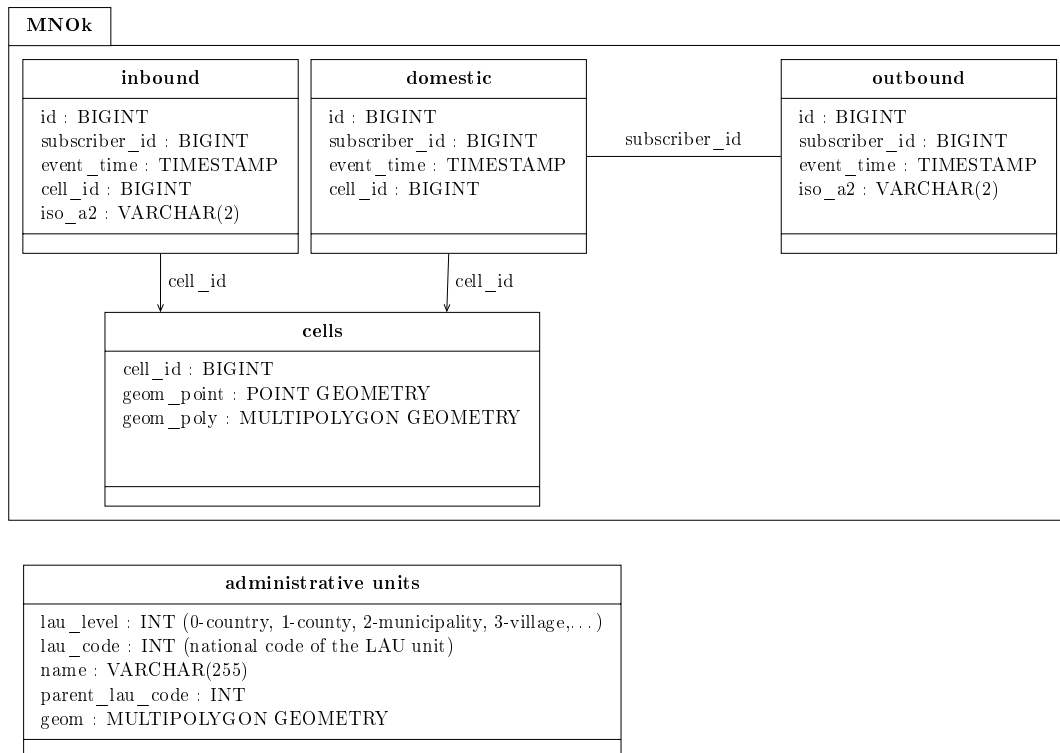 MNOk
inbound
id : BIGINT
subscriber_id : BIGINT
event_time : TIMESTAMP
cell_id : BIGINT
iso_a2 : VARCHAR(2)
domestic
id : BIGINT
subscriber_id : BIGINT
event_time : TIMESTAMP
cell_id : BIGINT
subscriber_id
outbound
id : BIGINT
subscriber_id : BIGINT
event_time : TIMESTAMP
iso_a2 : VARCHAR(2)
cell_id
cell_id
cells
cell_id : BIGINT
geom_point : POINT GEOMETRY
geom_poly : MULTIPOLYGON GEOMETRY
administrative units
lau_level : INT (0-country, 1-county, 2-municipality, 3-village,...)
lau_code : INT (national code of the LAU unit)
name : VARCHAR(255)
parent_lau_code : INT
geom : MULTIPOLYGON GEOMETRY